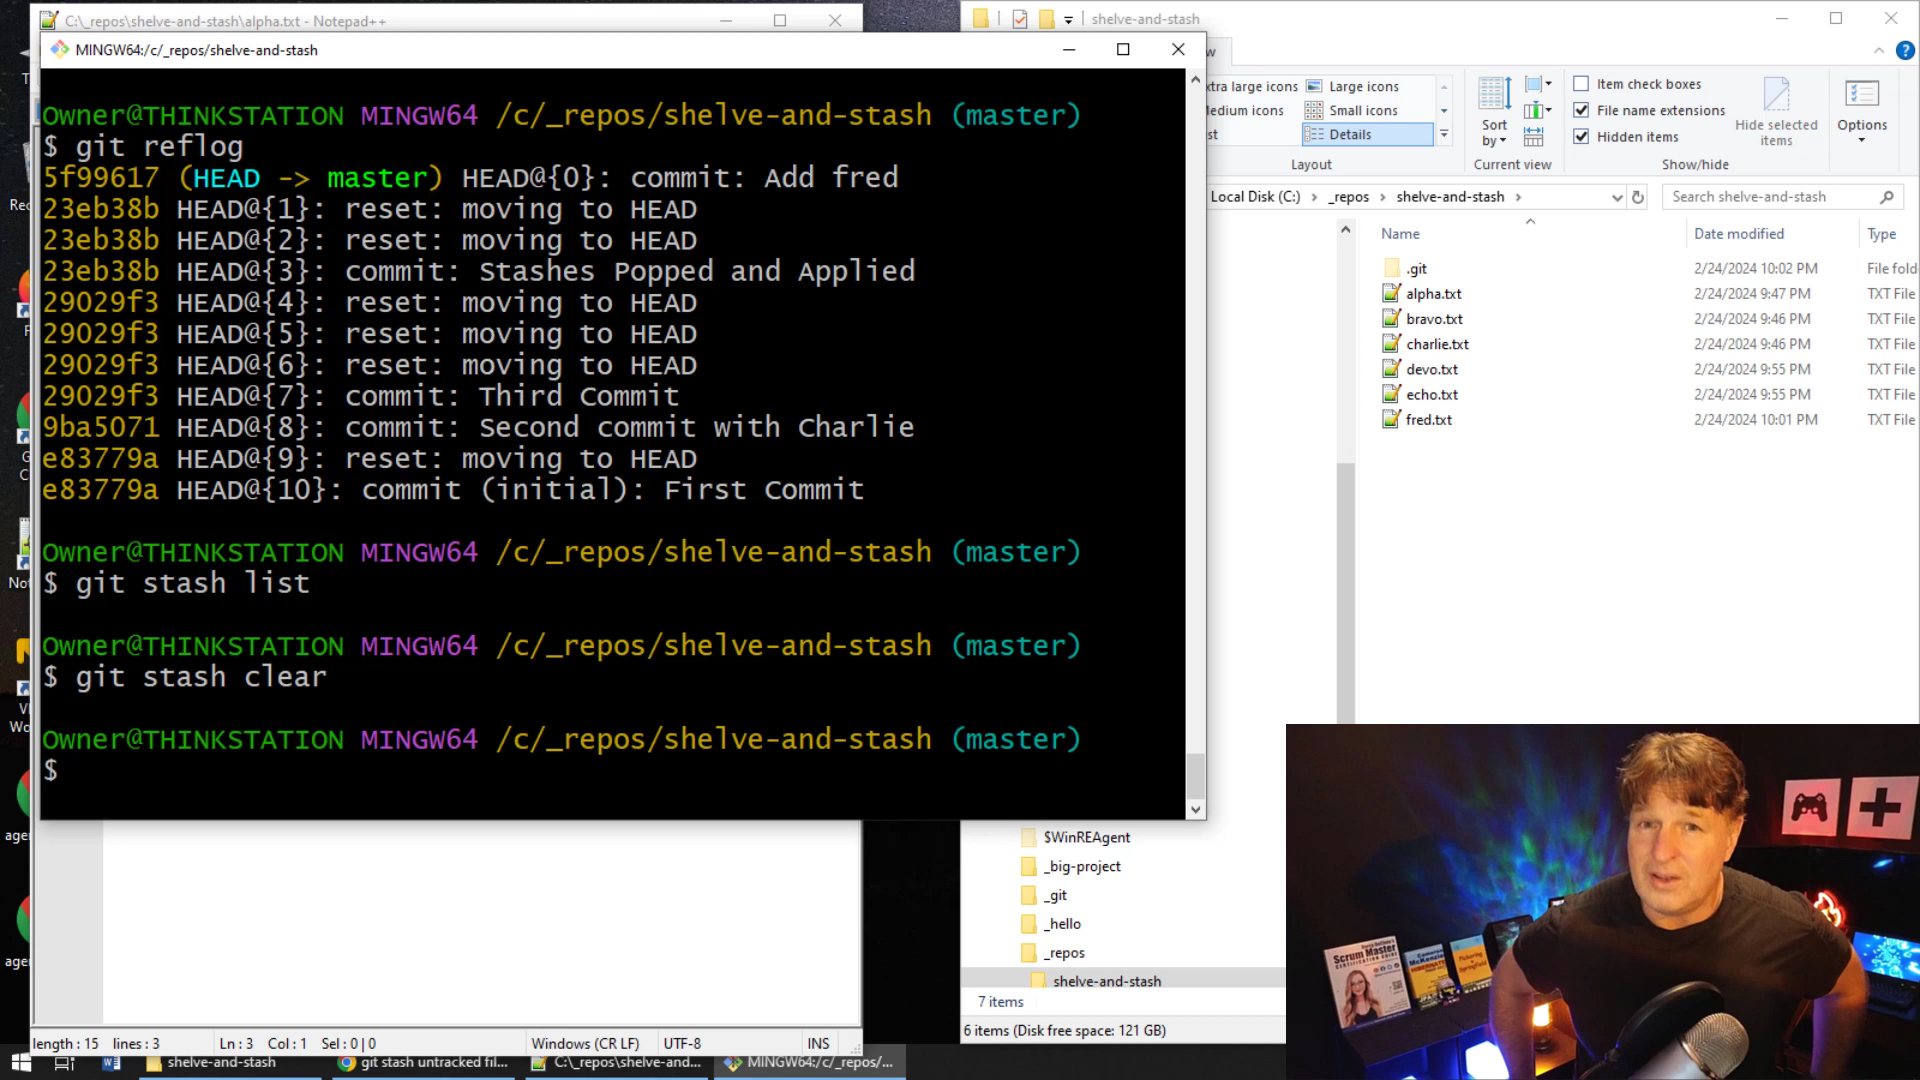 C:\_repos\shelve-and-stash\alpha.txt - Notepad++
MINGW64:/c/_repos/shelve-and-stash
Owner@THINKSTATION MINGW64 /c/_repos/shelve-and-stash (master)
$ git reflog
5f99617 (HEAD -> master) HEAD@{0}: commit: Add fred
23eb38b HEAD@{1}: reset: moving to HEAD
23eb38b HEAD@{2}: reset: moving to HEAD
23eb38b HEAD@{3}: commit: Stashes Popped and Applied
29029f3 HEAD@{4}: reset: moving to HEAD
29029f3 HEAD@{5}: reset: moving to HEAD
29029f3 HEAD@{6}: reset: moving to HEAD
29029f3 HEAD@{7}: commit: Third Commit
9ba5071 HEAD@{8}: commit: Second commit with Charlie
e83779a HEAD@{9}: reset: moving to HEAD
e83779a HEAD@{10}: commit (initial): First Commit
Owner@THINKSTATION MINGW64 /c/_repos/shelve-and-stash (master)
$ git stash list
Owner@THINKSTATION MINGW64 /c/_repos/shelve-and-stash (master)
$ git stash clear
Owner@THINKSTATION MINGW64 /c/_repos/shelve-and-stash (master)
$
length : 15 lines : 3 Ln : 3 Col : 1 Sel : 0 | 0 Windows (CR LF) UTF-8 INS
shelve-and-stash
xtra large icons Large icons
Medium icons Small icons
st Details
Layout
Sort by
Current view
Item check boxes
File name extensions
Hidden items
Hide selected items
Show/hide
Options
Local Disk (C:) _repos shelve-and-stash
Search shelve-and-stash
Name Date modified Type
.git 2/24/2024 10:02 PM File fold
alpha.txt 2/24/2024 9:47 PM TXT File
bravo.txt 2/24/2024 9:46 PM TXT File
charlie.txt 2/24/2024 9:46 PM TXT File
devo.txt 2/24/2024 9:55 PM TXT File
echo.txt 2/24/2024 9:55 PM TXT File
fred.txt 2/24/2024 10:01 PM TXT File
$WinREAgent
_big-project
_git
_hello
_repos
shelve-and-stash
7 items
6 items (Disk free space: 121 GB)
Scrum Master
shelve-and-stash
git stash untracked fil...
C:\_repos\shelve-and...
MINGW64:/c/_repos/...